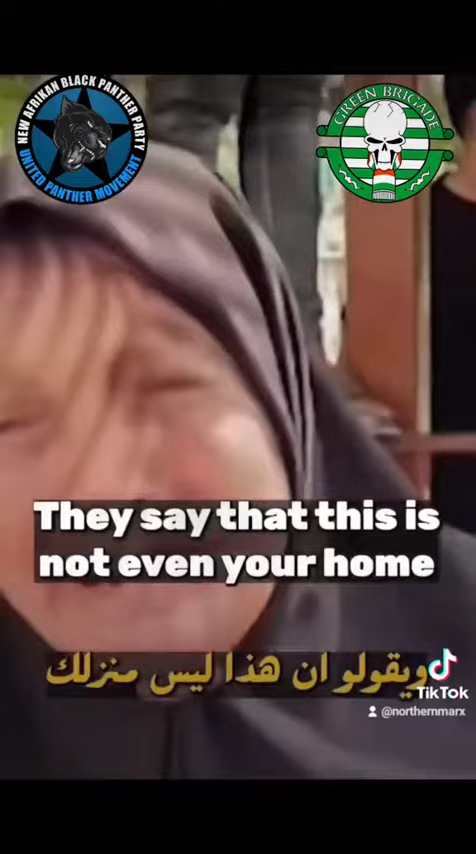 NEW AFRIKAN BLACK PANTHER PARTY
UNITED PANTHER MOVEMENT
GREEN BRIGADE
They say that this is
not even your home
ويقولو ان هذا ليس منزلك
TikTok
@northernmarx